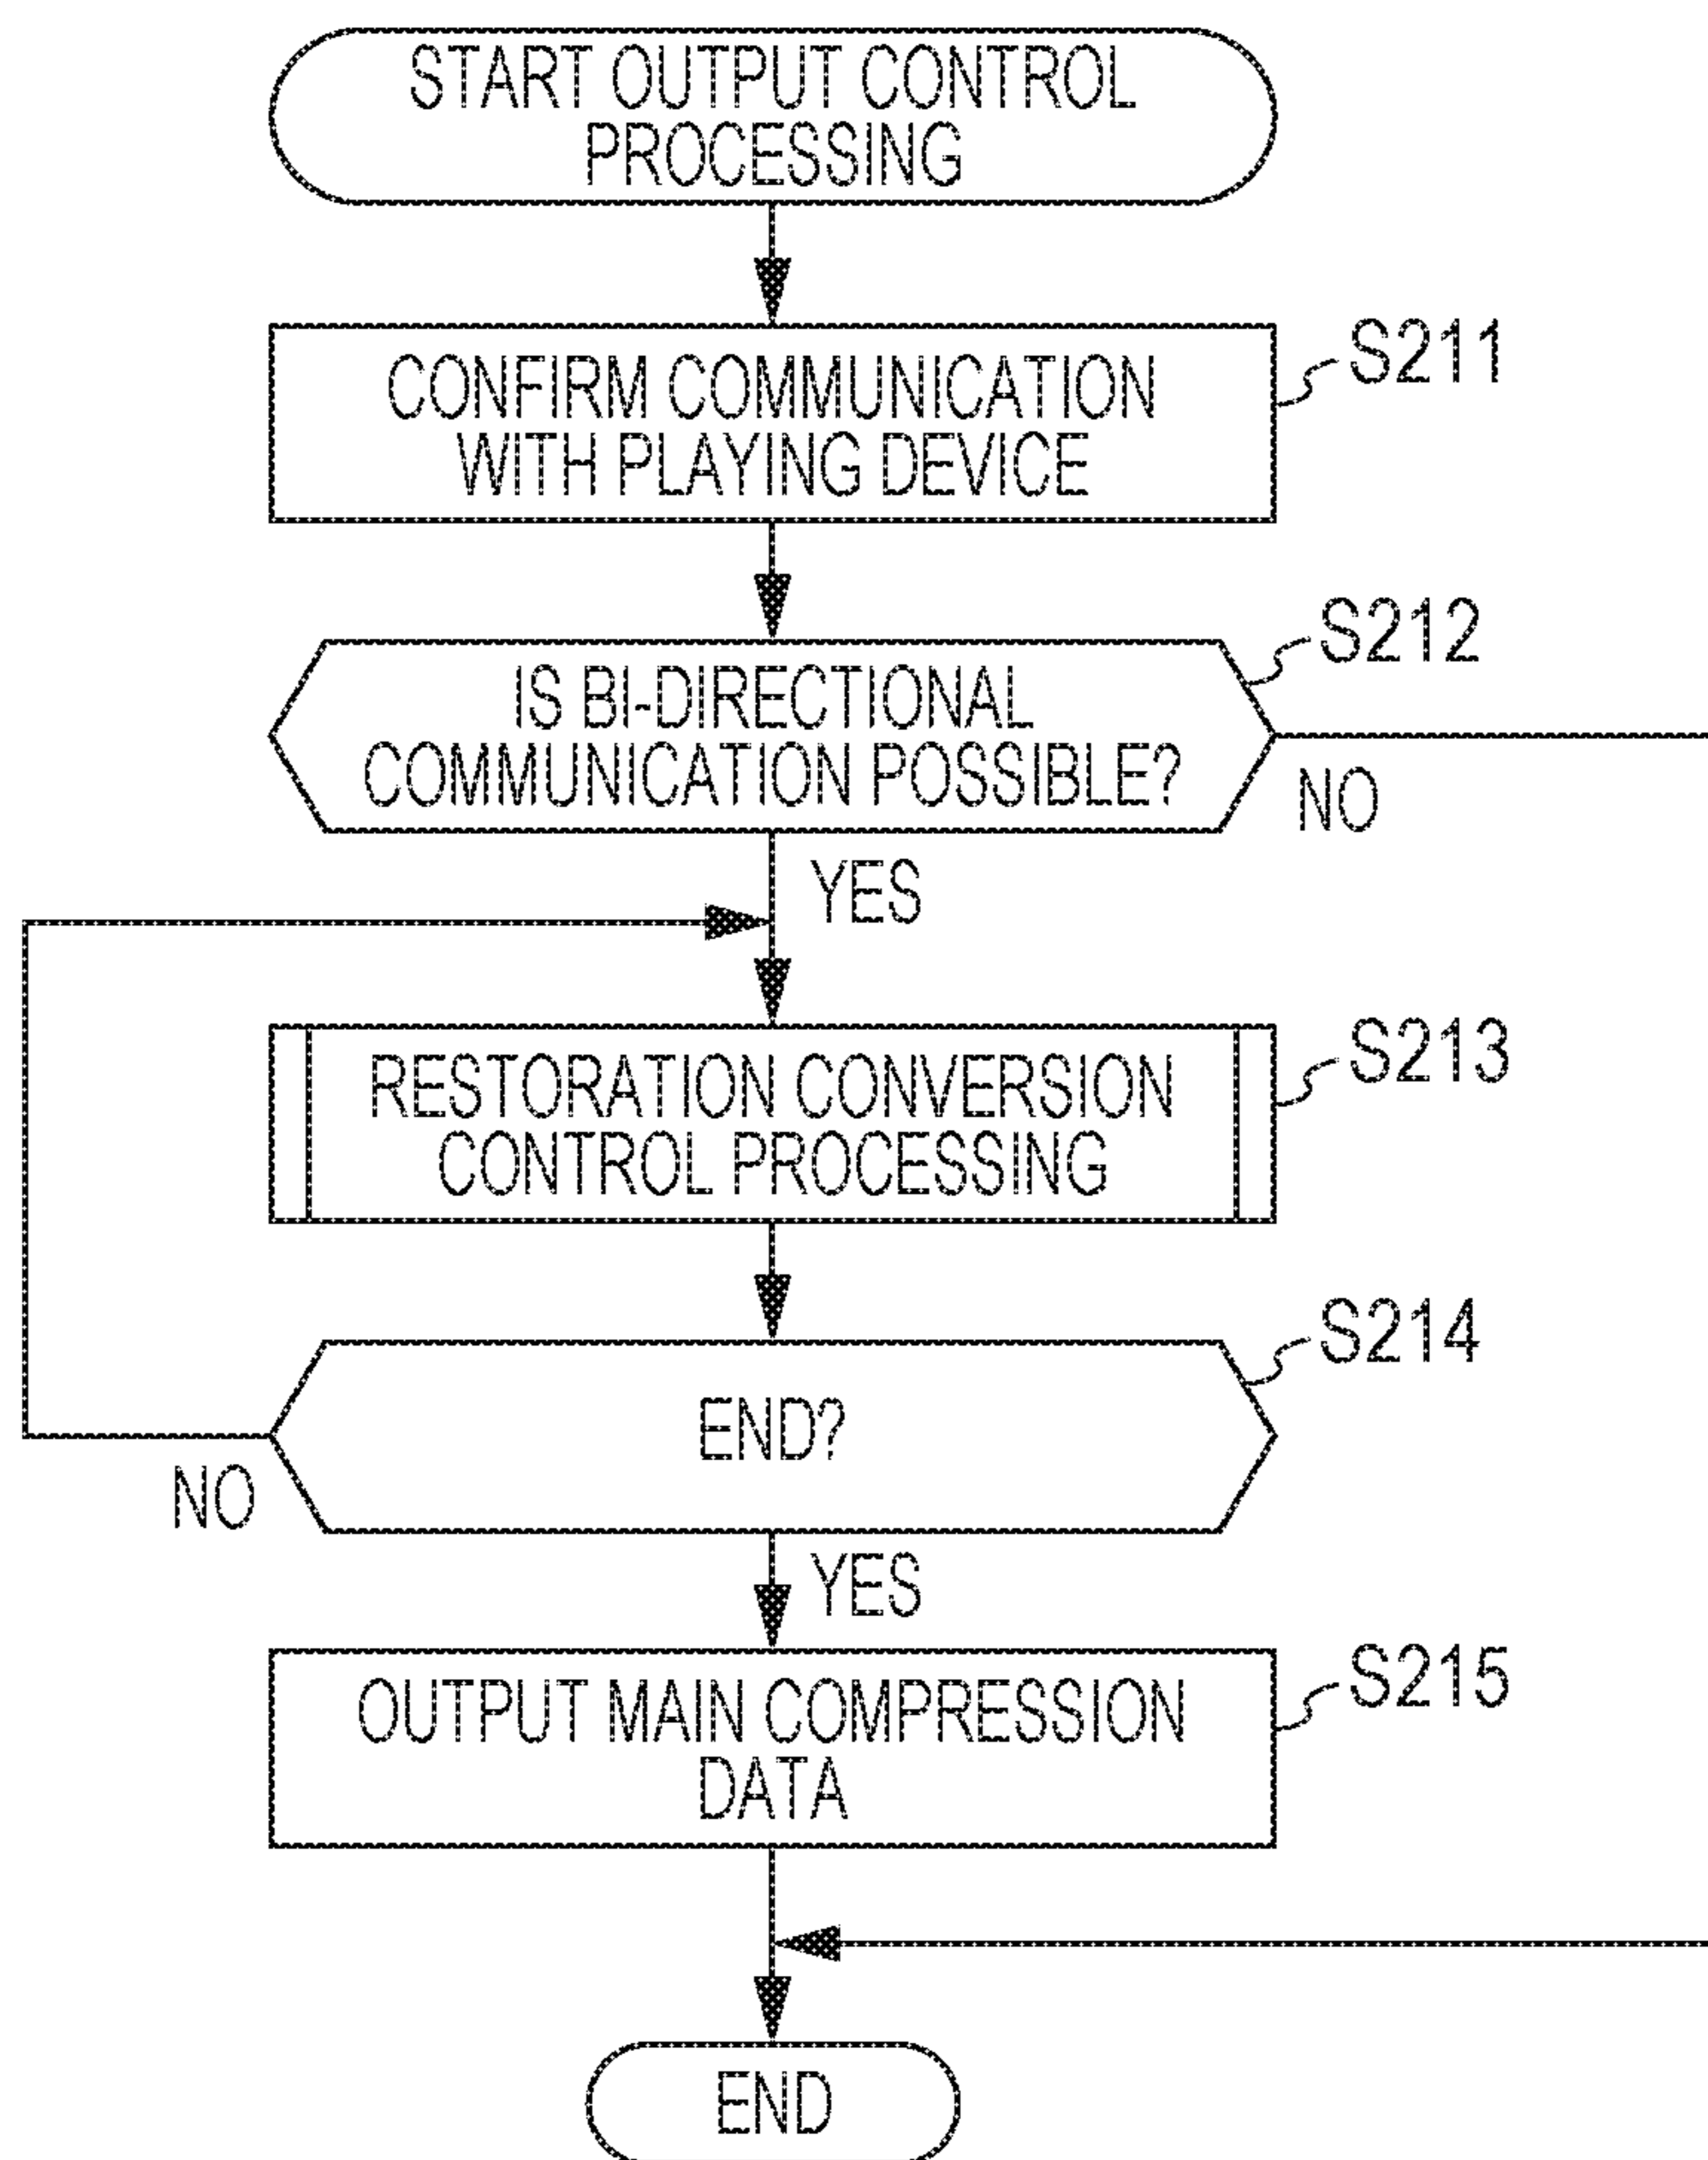 START OUTPUT CONTROL
PROCESSING
CONFIRM COMMUNICATION
WITH PLAYING DEVICE
S211
IS BI-DIRECTIONAL
COMMUNICATION POSSIBLE?
S212
NO
YES
RESTORATION CONVERSION
CONTROL PROCESSING
S213
END?
S214
NO
YES
OUTPUT MAIN COMPRESSION
DATA
S215
END